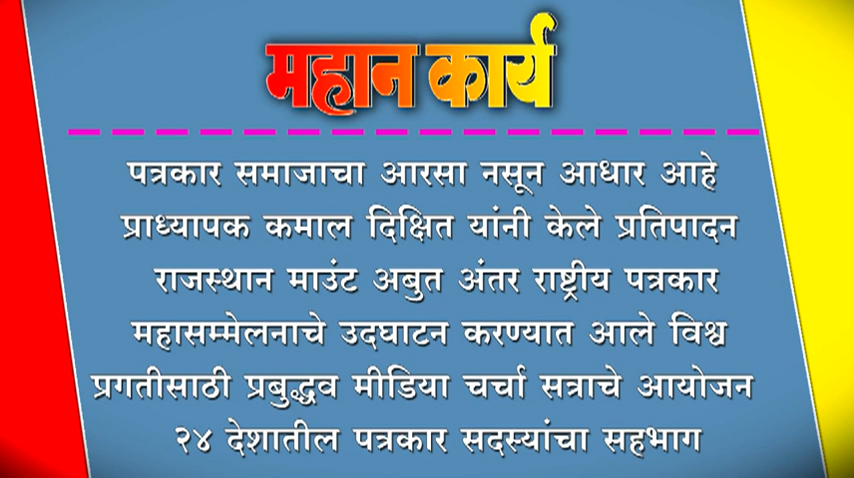 महान कार्य
पत्रकार समाजाचा आरसा नसून आधार आहे
प्राध्यापक कमाल दिक्षित यांनी केले प्रतिपादन
राजस्थान माउंट अबुत अंतर राष्ट्रीय पत्रकार
महासम्मेलनाचे उदघाटन करण्यात आले विश्व
प्रगतीसाठी प्रबुद्धव मीडिया चर्चा सत्राचे आयोजन
२४ देशातील पत्रकार सदस्यांचा सहभाग